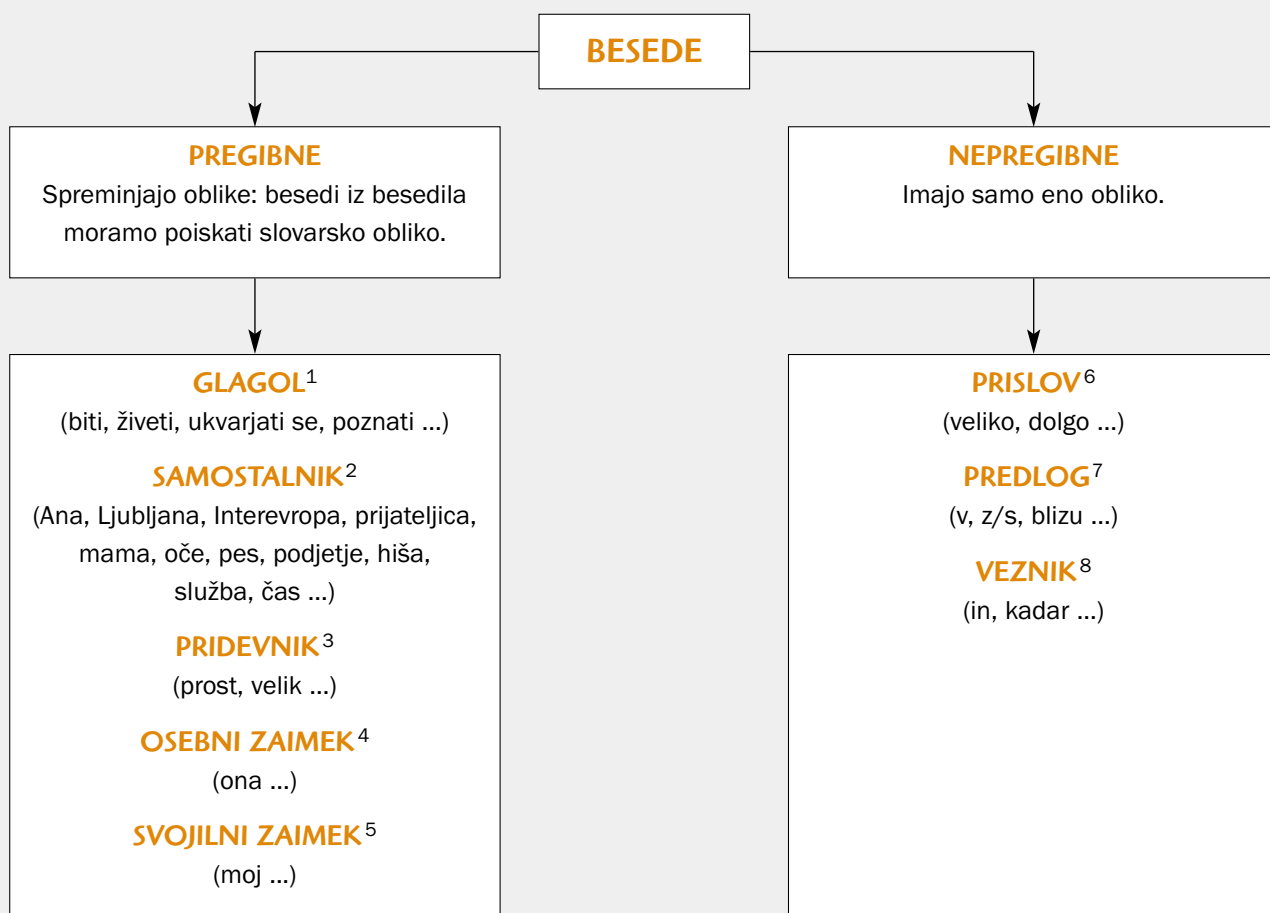 BESEDE
PREGIBNE
Spreminjajo oblike: besedi iz besedila
moramo poiskati slovarsko obliko.
NEPREGIBNE
Imajo samo eno obliko.
GLAGOL¹
(biti, živeti, ukvarjati se, poznati ...)
SAMOSTALNIK²
(Ana, Ljubljana, Interevropa, prijateljica,
mama, oče, pes, podjetje, hiša,
služba, čas ...)
PRIDEVNIK³
(prost, velik ...)
OSEBNI ZAIMEK⁴
(ona ...)
SVOJILNI ZAIMEK⁵
(moj ...)
PRISLOV⁶
(veliko, dolgo ...)
PREDLOG⁷
(v, z/s, blizu ...)
VEZNIK⁸
(in, kadar ...)